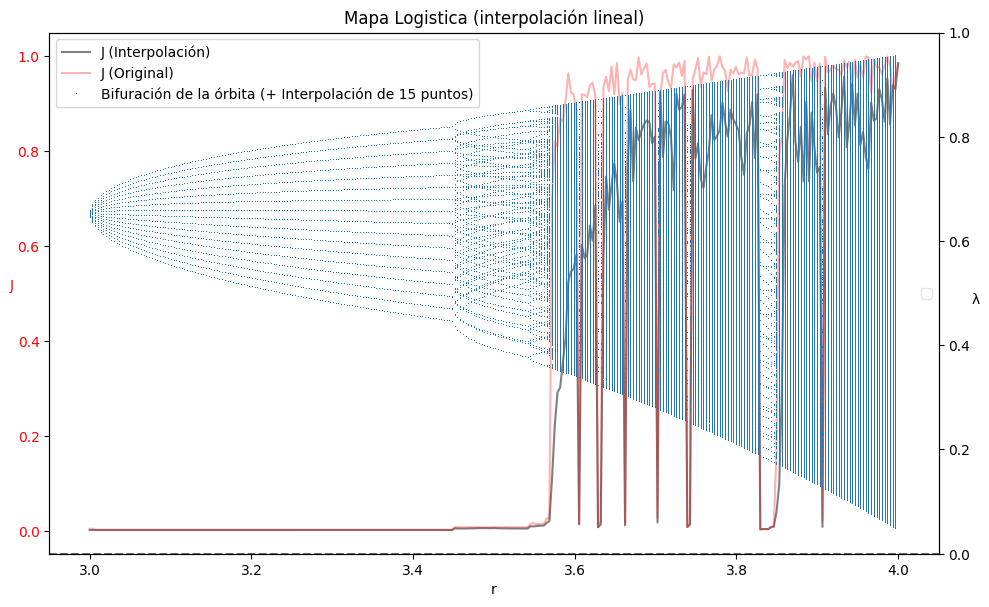 Mapa Logistica (interpolación lineal)
J (Interpolación)
J (Original)
Bifuración de la órbita (+ Interpolación de 15 puntos)
1.0
0.8
0.6
0.4
0.2
0.0
J
1.0
0.8
0.6
0.4
0.2
0.0
λ
3.0 3.2 3.4 3.6 3.8 4.0
r